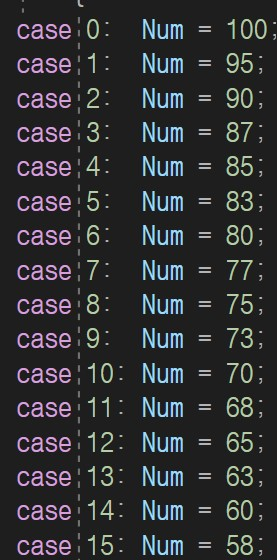 case 0: Num = 100;
case 1: Num = 95;
case 2: Num = 90;
case 3: Num = 87;
case 4: Num = 85;
case 5: Num = 83;
case 6: Num = 80;
case 7: Num = 77;
case 8: Num = 75;
case 9: Num = 73;
case 10: Num = 70;
case 11: Num = 68;
case 12: Num = 65;
case 13: Num = 63;
case 14: Num = 60;
case 15: Num = 58;